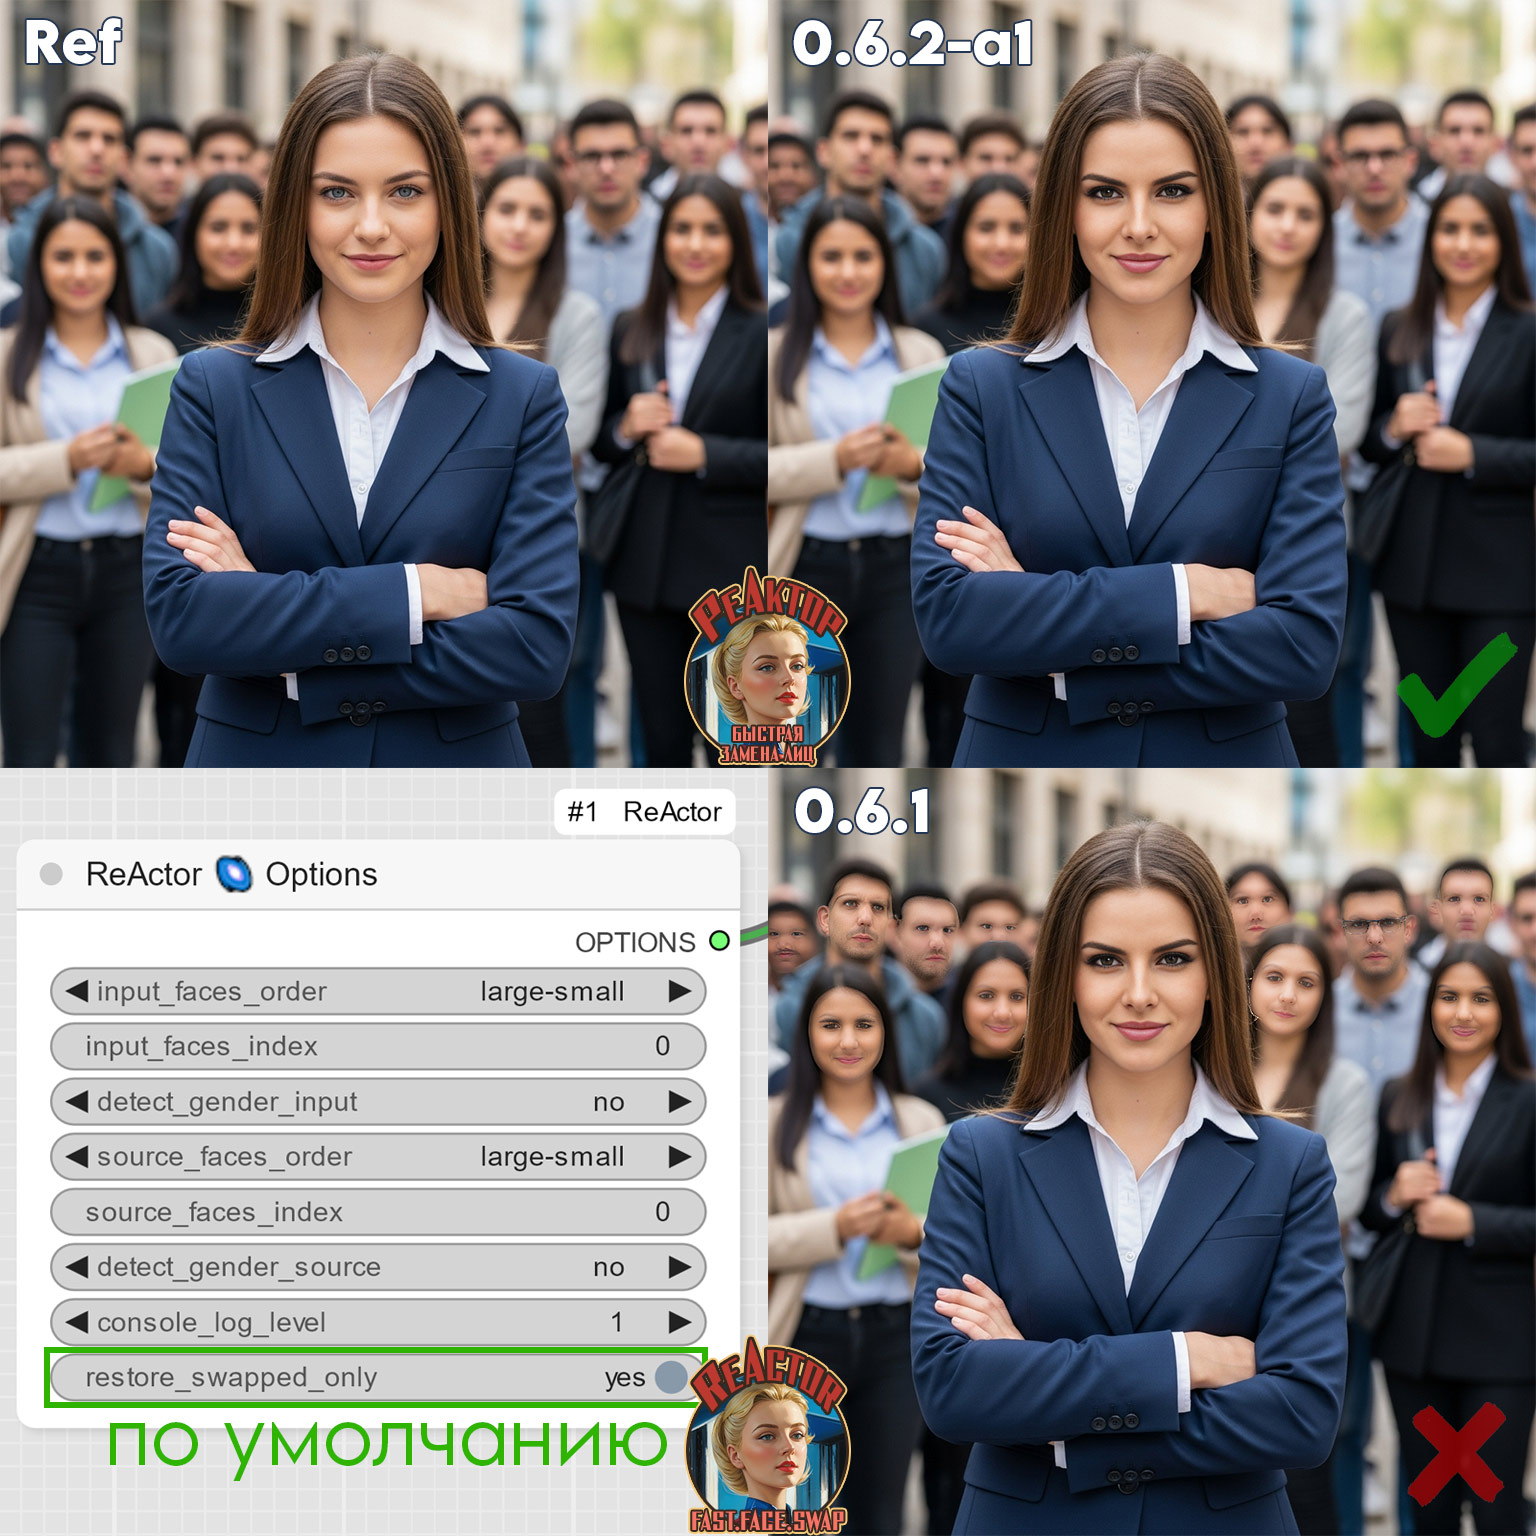 Ref
0.6.2-a1
РЕАКТОР
БЫСТРАЯ
ЗАМЕНА ЛИЦ
#1 ReActor
ReActor Options
OPTIONS
input_faces_order large-small
input_faces_index 0
detect_gender_input no
source_faces_order large-small
source_faces_index 0
detect_gender_source no
console_log_level 1
restore_swapped_only yes
по умолчанию
0.6.1
REACTOR
FAST.FACE.SWAP